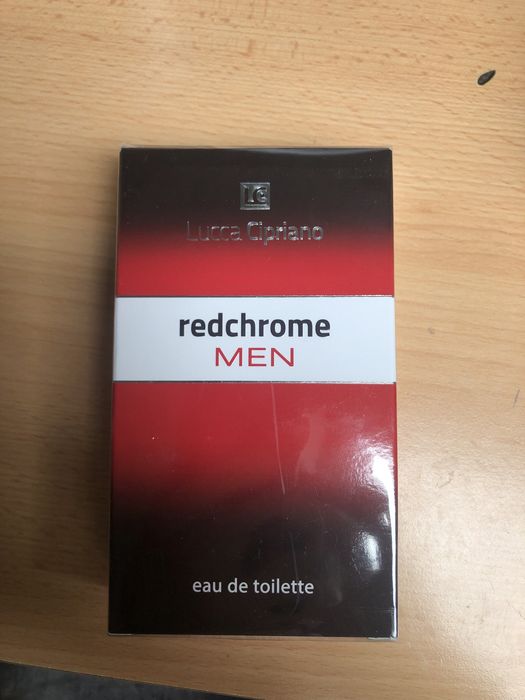 LC
Lucca Cipriano
redchrome
MEN
eau de toilette